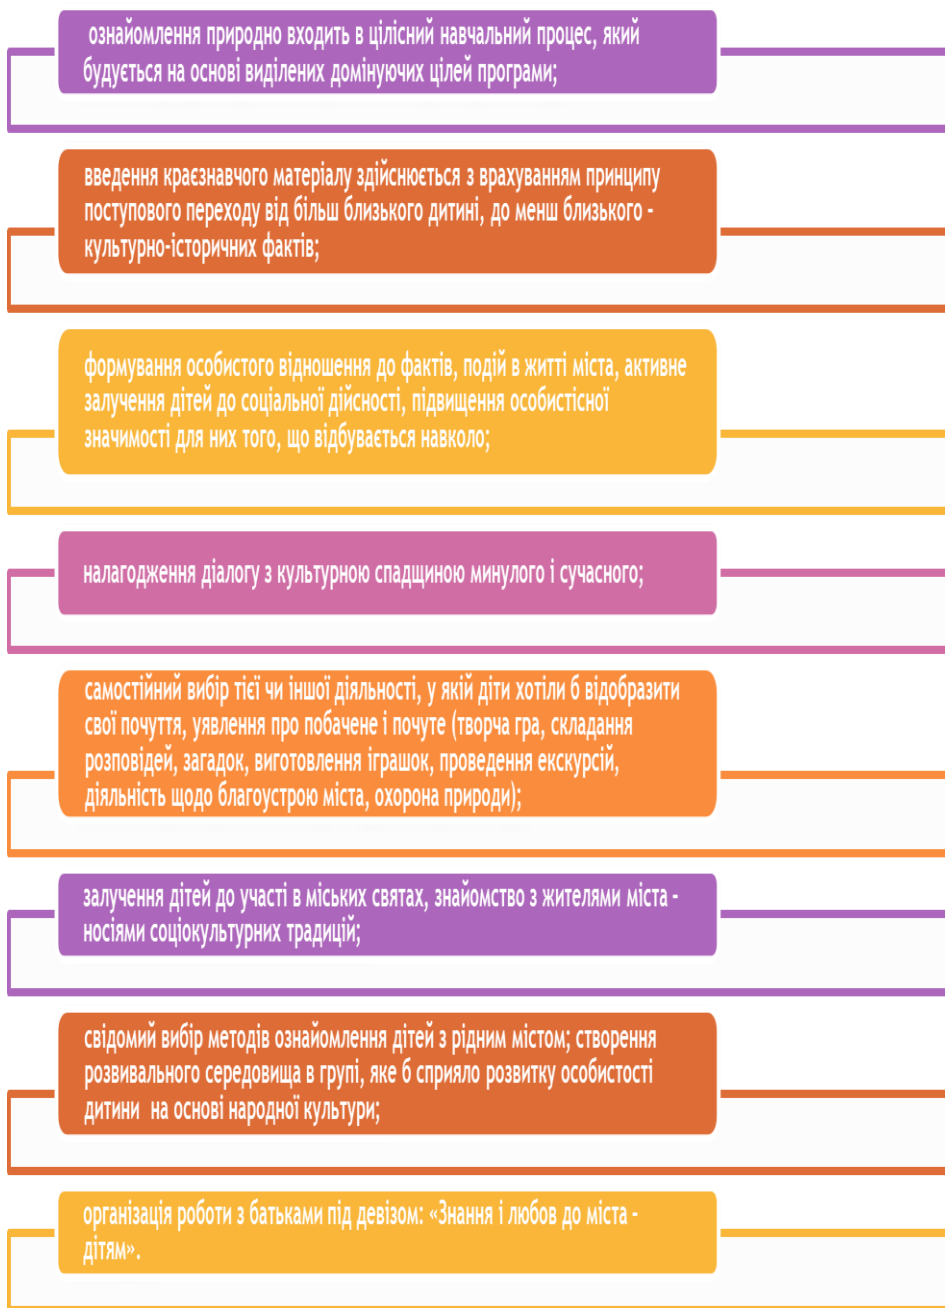 ознайомлення природно входить в цілісний навчальний процес, який
будується на основі виділених домінуючих цілей програми;
введення краєзнавчого матеріалу здійснюється з врахуванням принципу
поступового переходу від більш близького дитині, до менш близького -
культурно-історичних фактів;
формування особистого відношення до фактів, подій в житті міста, активне
залучення дітей до соціальної дійсності, підвищення особистісної
значимості для них того, що відбувається навколо;
налагодження діалогу з культурною спадщиною минулого і сучасного;
самостійний вибір тієї чи іншої діяльності, у якій діти хотіли б відобразити
свої почуття, уявлення про побачене і почуте (творча гра, складання
розповідей, загадок, виготовлення іграшок, проведення екскурсій,
діяльність щодо благоустрою міста, охорона природи);
залучення дітей до участі в міських святах, знайомство з жителями міста -
носіями соціокультурних традицій;
свідомий вибір методів ознайомлення дітей з рідним містом; створення
розвивального середовища в групі, яке б сприяло розвитку особистості
дитини на основі народної культури;
організація роботи з батьками під девізом: «Знання і любов до міста -
дітям».